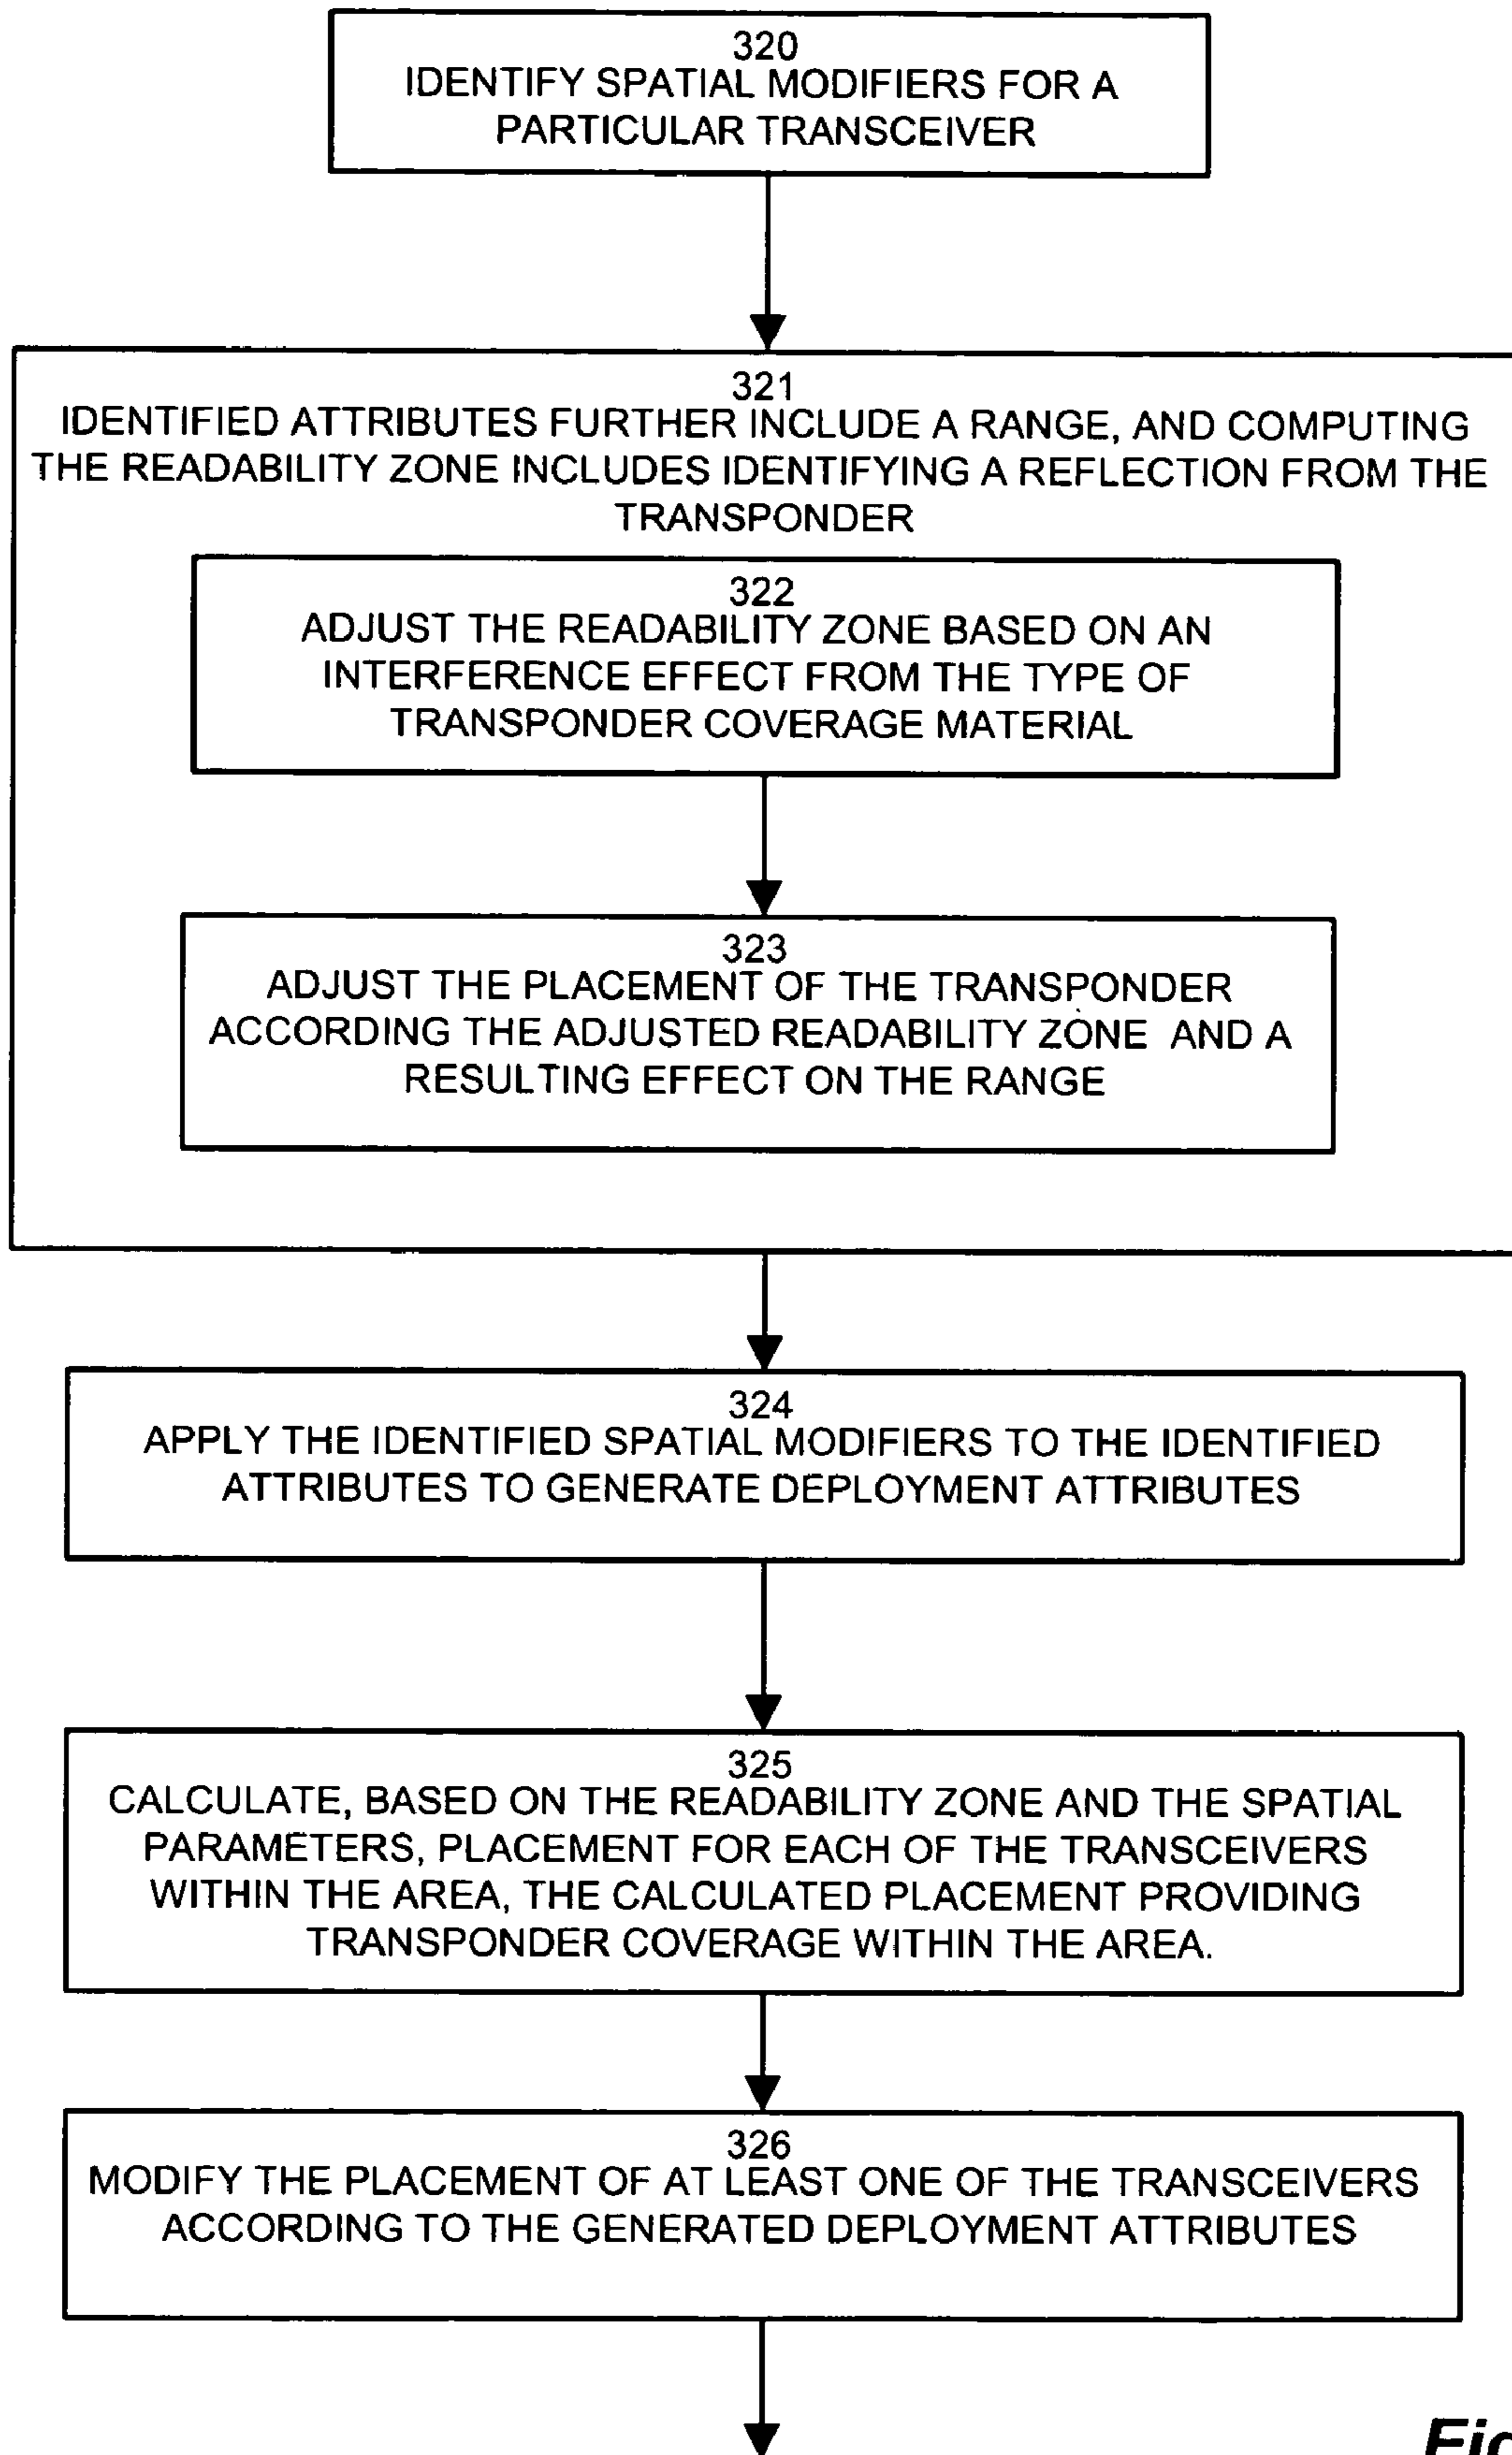 320
IDENTIFY SPATIAL MODIFIERS FOR A
PARTICULAR TRANSCEIVER
321
IDENTIFIED ATTRIBUTES FURTHER INCLUDE A RANGE, AND COMPUTING
THE READABILITY ZONE INCLUDES IDENTIFYING A REFLECTION FROM THE
TRANSPONDER
322
ADJUST THE READABILITY ZONE BASED ON AN
INTERFERENCE EFFECT FROM THE TYPE OF
TRANSPONDER COVERAGE MATERIAL
323
ADJUST THE PLACEMENT OF THE TRANSPONDER
ACCORDING THE ADJUSTED READABILITY ZONE AND A
RESULTING EFFECT ON THE RANGE
324
APPLY THE IDENTIFIED SPATIAL MODIFIERS TO THE IDENTIFIED
ATTRIBUTES TO GENERATE DEPLOYMENT ATTRIBUTES
325
CALCULATE, BASED ON THE READABILITY ZONE AND THE SPATIAL
PARAMETERS, PLACEMENT FOR EACH OF THE TRANSCEIVERS
WITHIN THE AREA, THE CALCULATED PLACEMENT PROVIDING
TRANSPONDER COVERAGE WITHIN THE AREA.
326
MODIFY THE PLACEMENT OF AT LEAST ONE OF THE TRANSCEIVERS
ACCORDING TO THE GENERATED DEPLOYMENT ATTRIBUTES